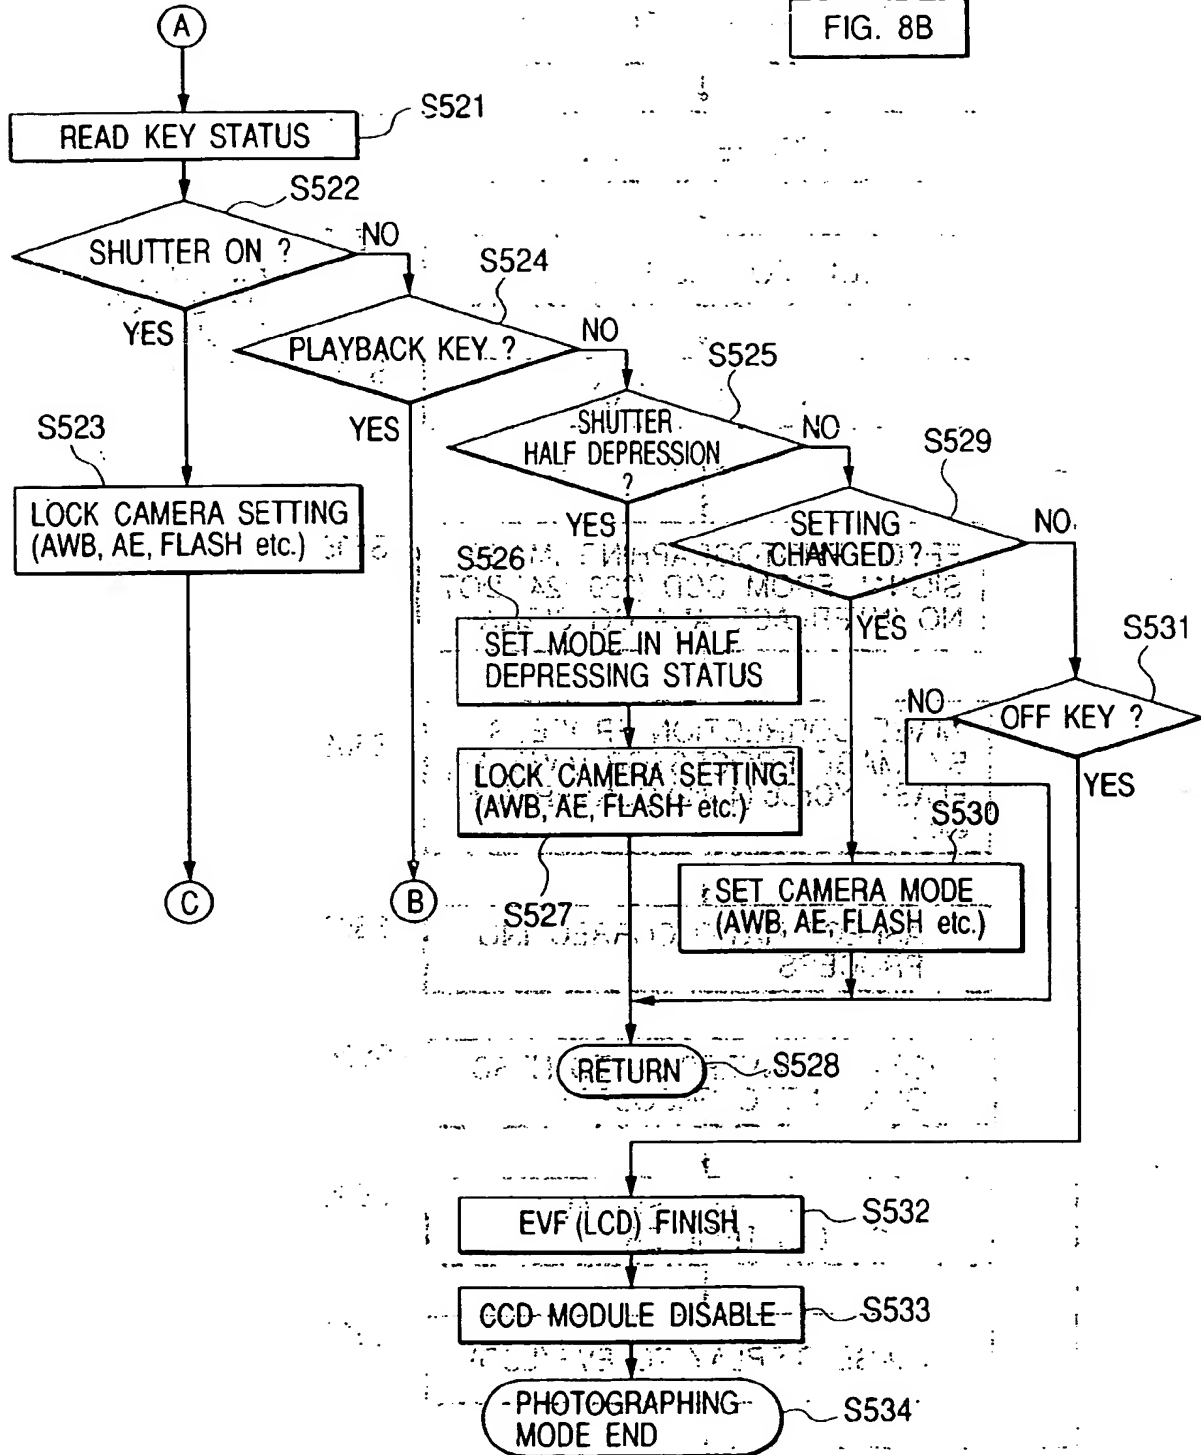 FIG. 8B
A
S521
READ KEY STATUS
S522
SHUTTER ON ?
NO
YES
S524
PLAYBACK KEY ?
NO
YES
S525
SHUTTER
HALF DEPRESSION
?
NO
YES
S523
LOCK CAMERA SETTING
(AWB, AE, FLASH etc.)
S529
SETTING
CHANGED ?
NO
YES
S526
SET MODE IN HALF
DEPRESSING STATUS
S531
OFF KEY ?
NO
YES
LOCK CAMERA SETTING
(AWB, AE, FLASH etc.)
S527
S530
SET CAMERA MODE
(AWB, AE, FLASH etc.)
C
B
RETURN
S528
EVF (LCD) FINISH
S532
CCD MODULE DISABLE
S533
PHOTOGRAPHING
MODE END
S534